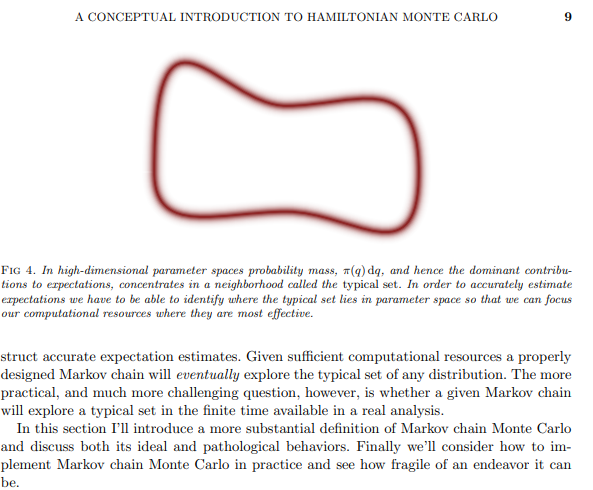 A CONCEPTUAL INTRODUCTION TO HAMILTONIAN MONTE CARLO 9
Fig 4. In high-dimensional parameter spaces probability mass, π(q) dq, and hence the dominant contribu-
tions to expectations, concentrates in a neighborhood called the typical set. In order to accurately estimate
expectations we have to be able to identify where the typical set lies in parameter space so that we can focus
our computational resources where they are most effective.
struct accurate expectation estimates. Given sufficient computational resources a properly
designed Markov chain will eventually explore the typical set of any distribution. The more
practical, and much more challenging question, however, is whether a given Markov chain
will explore a typical set in the finite time available in a real analysis.
In this section I'll introduce a more substantial definition of Markov chain Monte Carlo
and discuss both its ideal and pathological behaviors. Finally we'll consider how to im-
plement Markov chain Monte Carlo in practice and see how fragile of an endeavor it can
be.